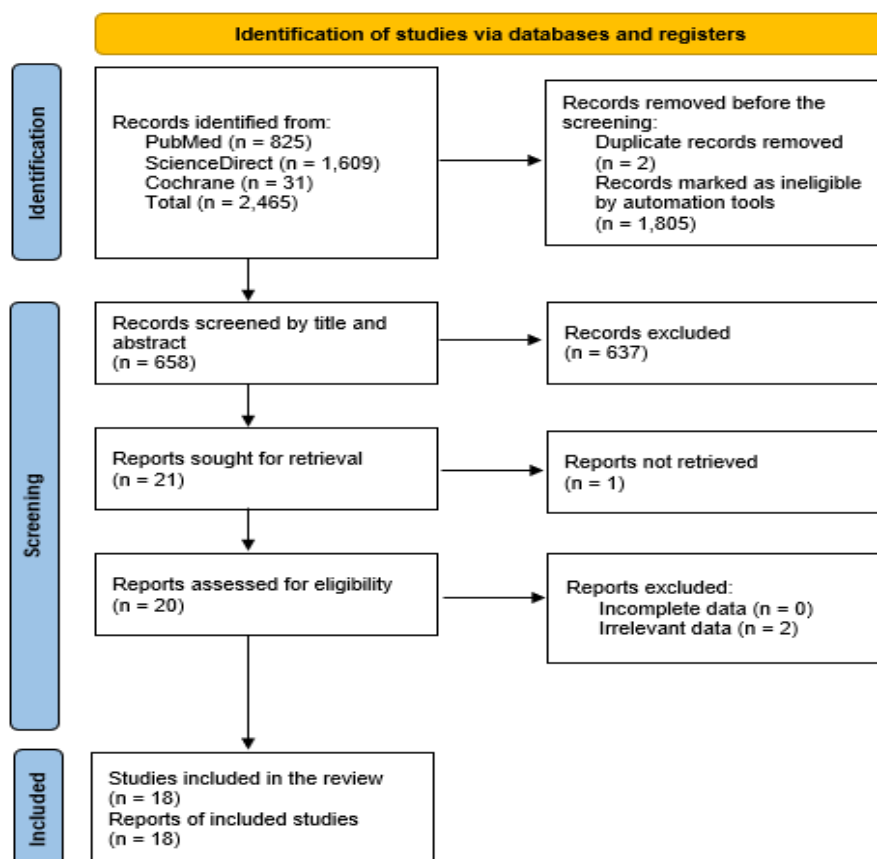 Identification of studies via databases and registers
Identification
Records identified from:
PubMed (n = 825)
ScienceDirect (n = 1,609)
Cochrane (n = 31)
Total (n = 2,465)
Records removed before the
screening:
Duplicate records removed
(n = 2)
Records marked as ineligible
by automation tools
(n = 1,805)
Screening
Records screened by title and
abstract
(n = 658)
Records excluded
(n = 637)
Reports sought for retrieval
(n = 21)
Reports not retrieved
(n = 1)
Reports assessed for eligibility
(n = 20)
Reports excluded:
Incomplete data (n = 0)
Irrelevant data (n = 2)
Included
Studies included in the review
(n = 18)
Reports of included studies
(n = 18)